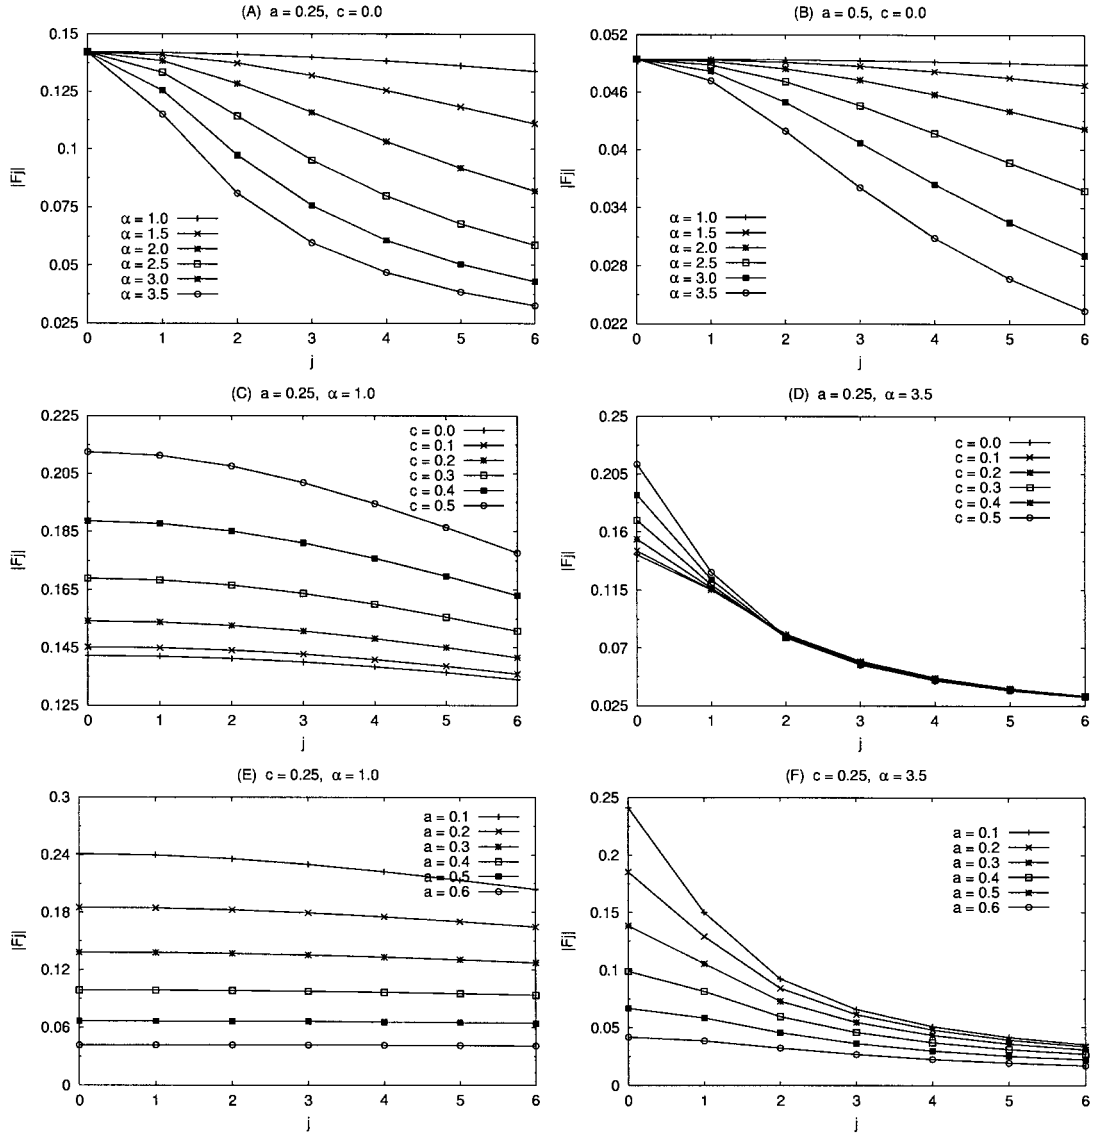 (A) a = 0.25, c = 0.0
0.15
0.125
0.1
0.075
0.05
0.025
|Fj|
α = 1.0
α = 1.5
α = 2.0
α = 2.5
α = 3.0
α = 3.5
0 1 2 3 4 5 6
j
(B) a = 0.5, c = 0.0
0.052
0.046
0.04
0.034
0.028
0.022
|Fj|
α = 1.0
α = 1.5
α = 2.0
α = 2.5
α = 3.0
α = 3.5
0 1 2 3 4 5 6
j
(C) a = 0.25, α = 1.0
0.225
0.205
0.185
0.165
0.145
0.125
|Fj|
c = 0.0
c = 0.1
c = 0.2
c = 0.3
c = 0.4
c = 0.5
0 1 2 3 4 5 6
j
(D) a = 0.25, α = 3.5
0.25
0.205
0.16
0.115
0.07
0.025
|Fj|
c = 0.0
c = 0.1
c = 0.2
c = 0.3
c = 0.4
c = 0.5
0 1 2 3 4 5 6
j
(E) c = 0.25, α = 1.0
0.3
0.24
0.18
0.12
0.06
0
|Fj|
a = 0.1
a = 0.2
a = 0.3
a = 0.4
a = 0.5
a = 0.6
0 1 2 3 4 5 6
j
(F) c = 0.25, α = 3.5
0.25
0.2
0.15
0.1
0.05
0
|Fj|
a = 0.1
a = 0.2
a = 0.3
a = 0.4
a = 0.5
a = 0.6
0 1 2 3 4 5 6
j